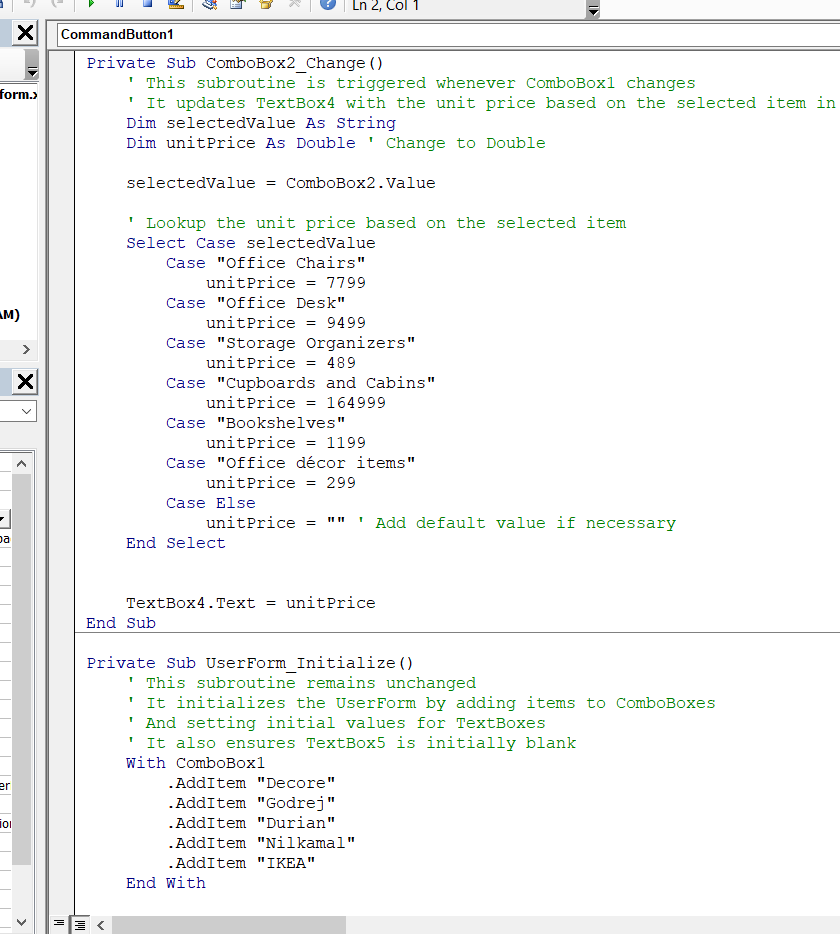 Ln 2, Col 1
CommandButton1
form.x
AM)
Private Sub ComboBox2_Change()
    ' This subroutine is triggered whenever ComboBox1 changes
    ' It updates TextBox4 with the unit price based on the selected item in
    Dim selectedValue As String
    Dim unitPrice As Double ' Change to Double
    selectedValue = ComboBox2.Value
    ' Lookup the unit price based on the selected item
    Select Case selectedValue
        Case "Office Chairs"
            unitPrice = 7799
        Case "Office Desk"
            unitPrice = 9499
        Case "Storage Organizers"
            unitPrice = 489
        Case "Cupboards and Cabins"
            unitPrice = 164999
        Case "Bookshelves"
            unitPrice = 1199
        Case "Office décor items"
            unitPrice = 299
        Case Else
            unitPrice = "" ' Add default value if necessary
    End Select
    TextBox4.Text = unitPrice
End Sub
Private Sub UserForm_Initialize()
    ' This subroutine remains unchanged
    ' It initializes the UserForm by adding items to ComboBoxes
    ' And setting initial values for TextBoxes
    ' It also ensures TextBox5 is initially blank
    With ComboBox1
        .AddItem "Decore"
        .AddItem "Godrej"
        .AddItem "Durian"
        .AddItem "Nilkamal"
        .AddItem "IKEA"
    End With